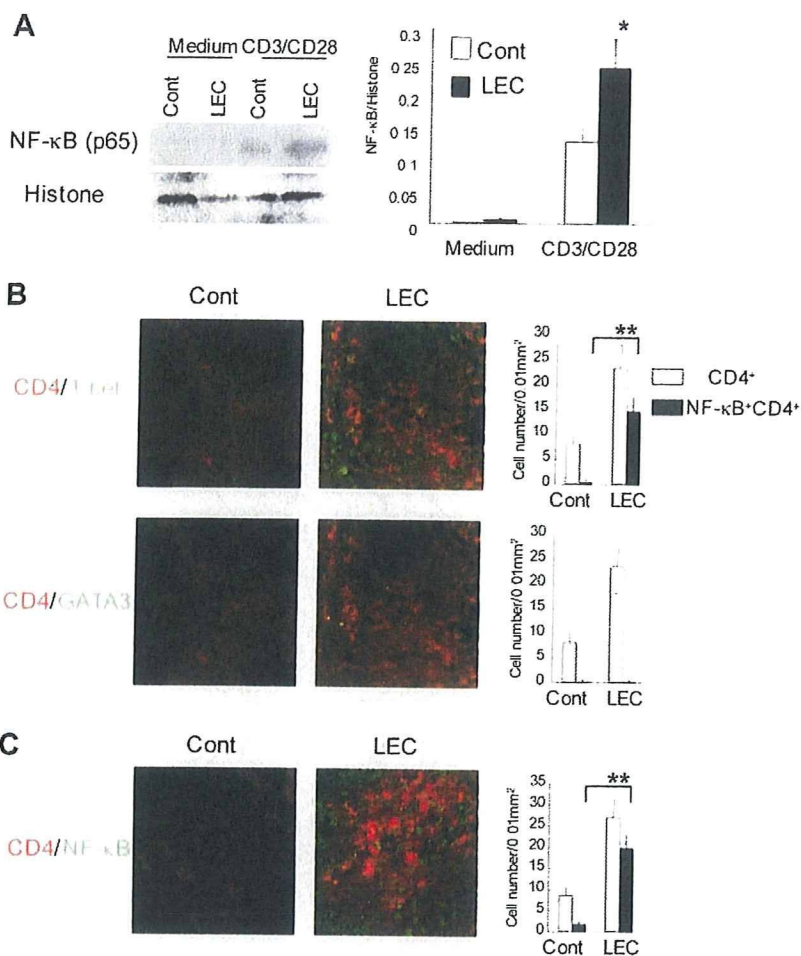 A
Medium CD3/CD28
Cont LEC Cont LEC
NF-κB (p65)
Histone
NF-κB/Histone
0.3
0.25
0.2
0.15
0.1
0.05
0
Cont
LEC
*
Medium CD3/CD28
B
Cont LEC
CD4/
Cell number/0 01mm²
30
25
20
15
10
5
0
**
Cont LEC
CD4⁺
NF-κB⁺CD4⁺
CD4/GATA3
Cell number/0 01mm²
30
25
20
15
10
5
0
Cont LEC
C
Cont LEC
CD4/NF κB
Cell number/0 01mm²
35
30
25
20
15
10
5
0
**
Cont LEC